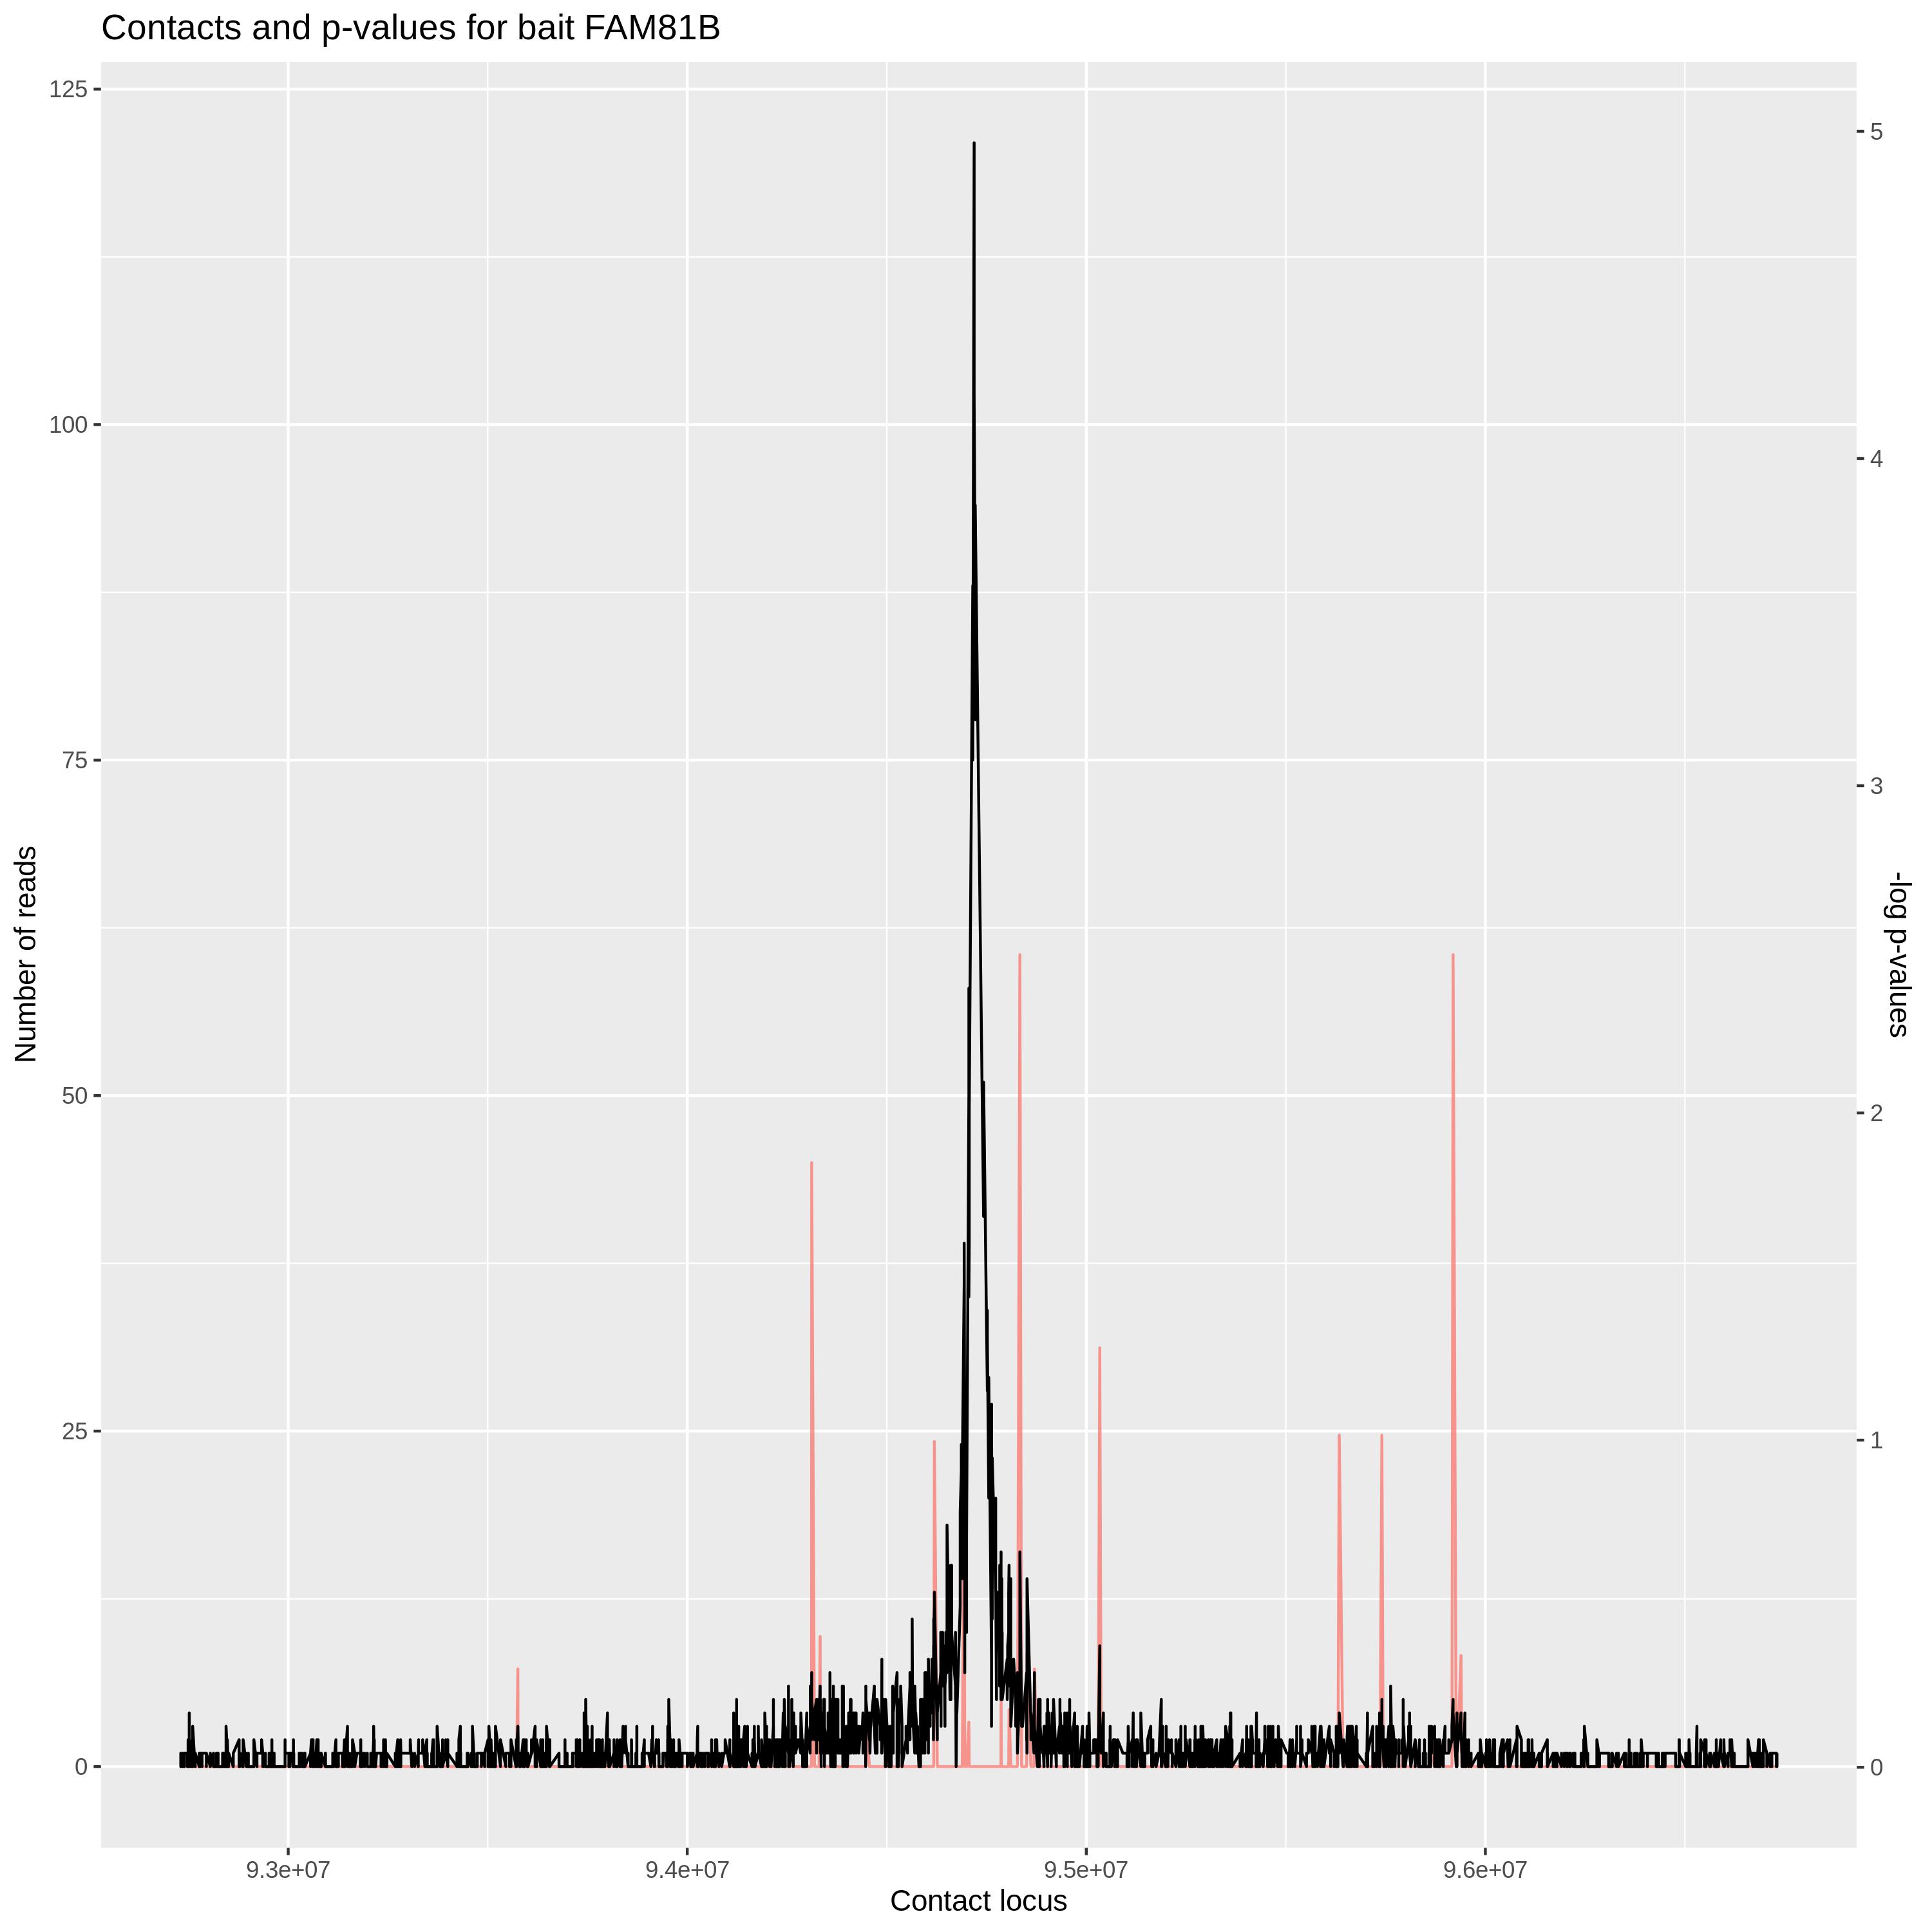 Contacts and p-values for bait FAM81B
125
100
75
50
25
0
Number of reads
5
4
3
2
1
0
-log p-values
9.3e+07 9.4e+07 9.5e+07 9.6e+07
Contact locus